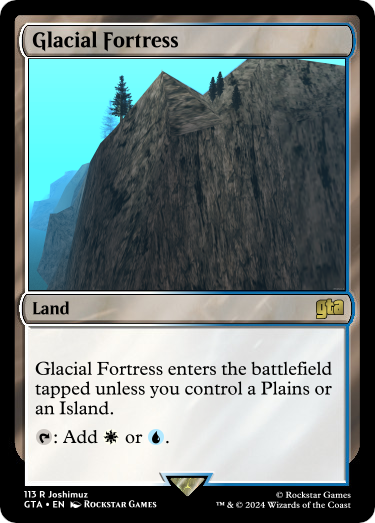 Glacial Fortress
Land
gta
Glacial Fortress enters the battlefield
tapped unless you control a Plains or
an Island.
: Add or .
113 R Joshimuz
GTA • EN Rockstar Games
© Rockstar Games
™ & © 2024 Wizards of the Coast